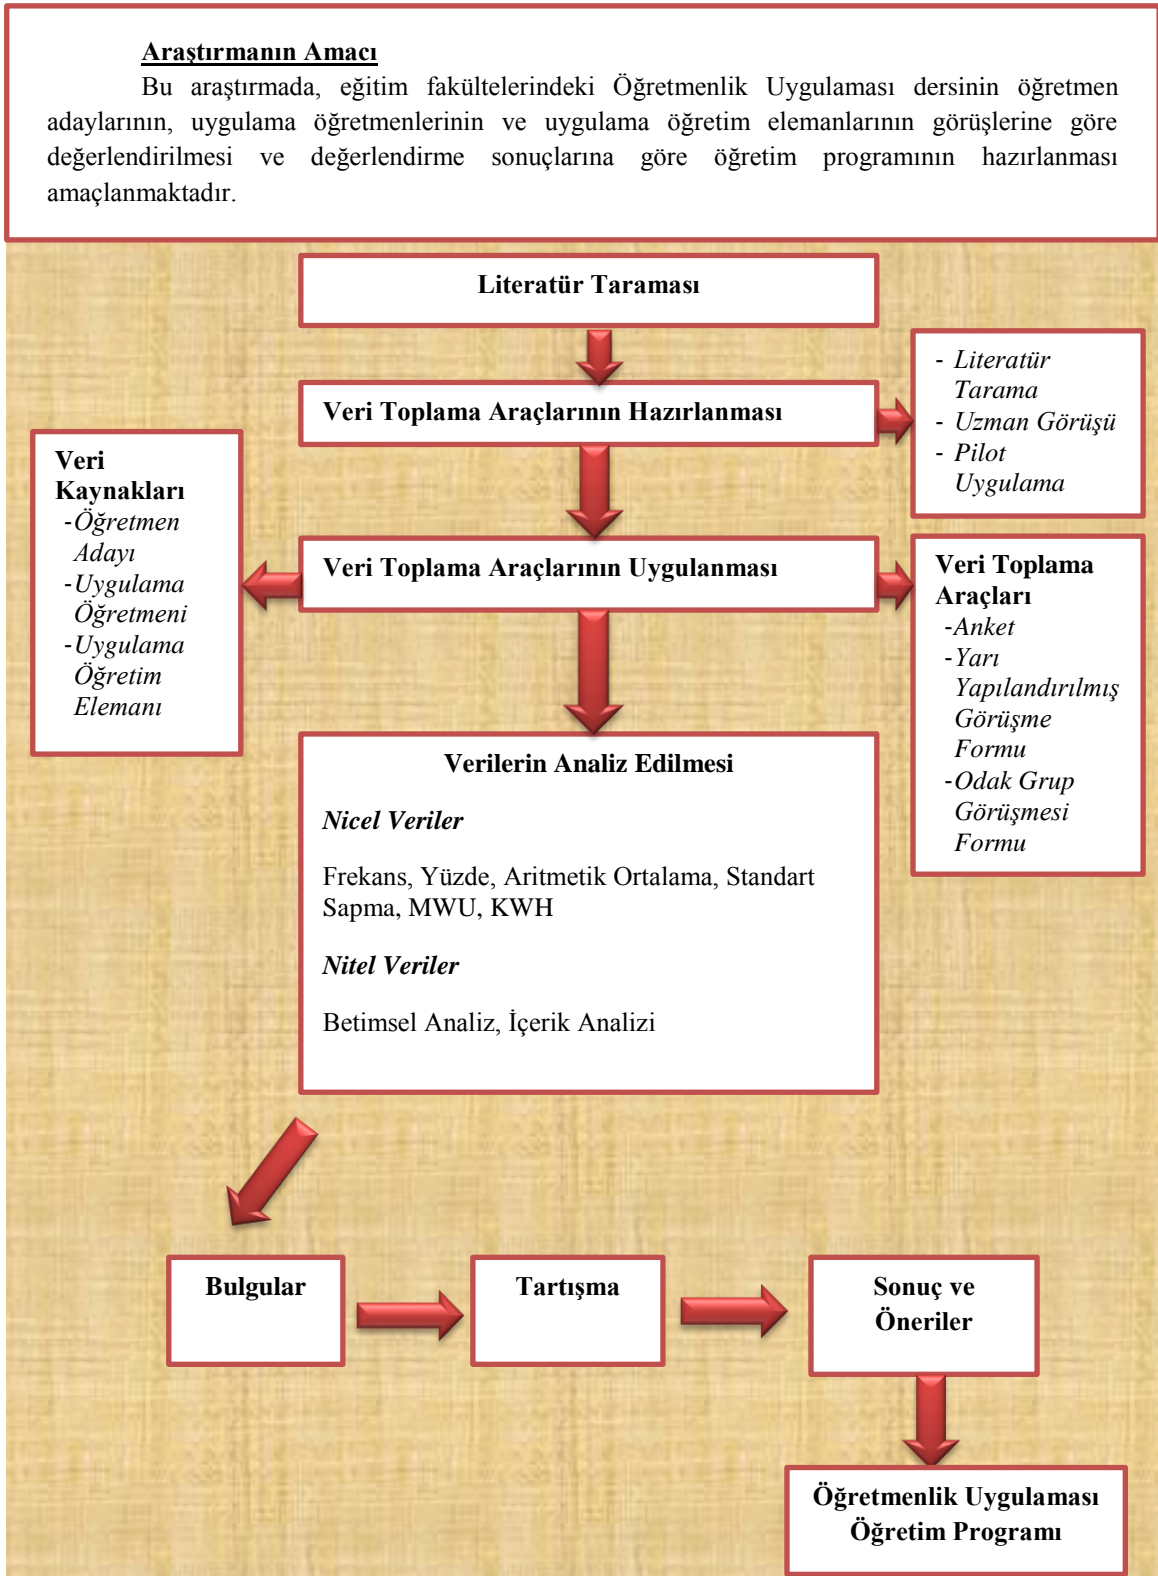 Araştırmanın Amacı
Bu araştırmada, eğitim fakültelerindeki Öğretmenlik Uygulaması dersinin öğretmen
adaylarının, uygulama öğretmenlerinin ve uygulama öğretim elemanlarının görüşlerine göre
değerlendirilmesi ve değerlendirme sonuçlarına göre öğretim programının hazırlanması
amaçlanmaktadır.
Literatür Taraması
Veri Toplama Araçlarının Hazırlanması
- Literatür
Tarama
- Uzman Görüşü
- Pilot
Uygulama
Veri
Kaynakları
-Öğretmen
Adayı
-Uygulama
Öğretmeni
-Uygulama
Öğretim
Elemanı
Veri Toplama Araçlarının Uygulanması
Veri Toplama
Araçları
-Anket
-Yarı
Yapılandırılmış
Görüşme
Formu
-Odak Grup
Görüşmesi
Formu
Verilerin Analiz Edilmesi
Nicel Veriler
Frekans, Yüzde, Aritmetik Ortalama, Standart
Sapma, MWU, KWH
Nitel Veriler
Betimsel Analiz, İçerik Analizi
Bulgular
Tartışma
Sonuç ve
Öneriler
Öğretmenlik Uygulaması
Öğretim Programı